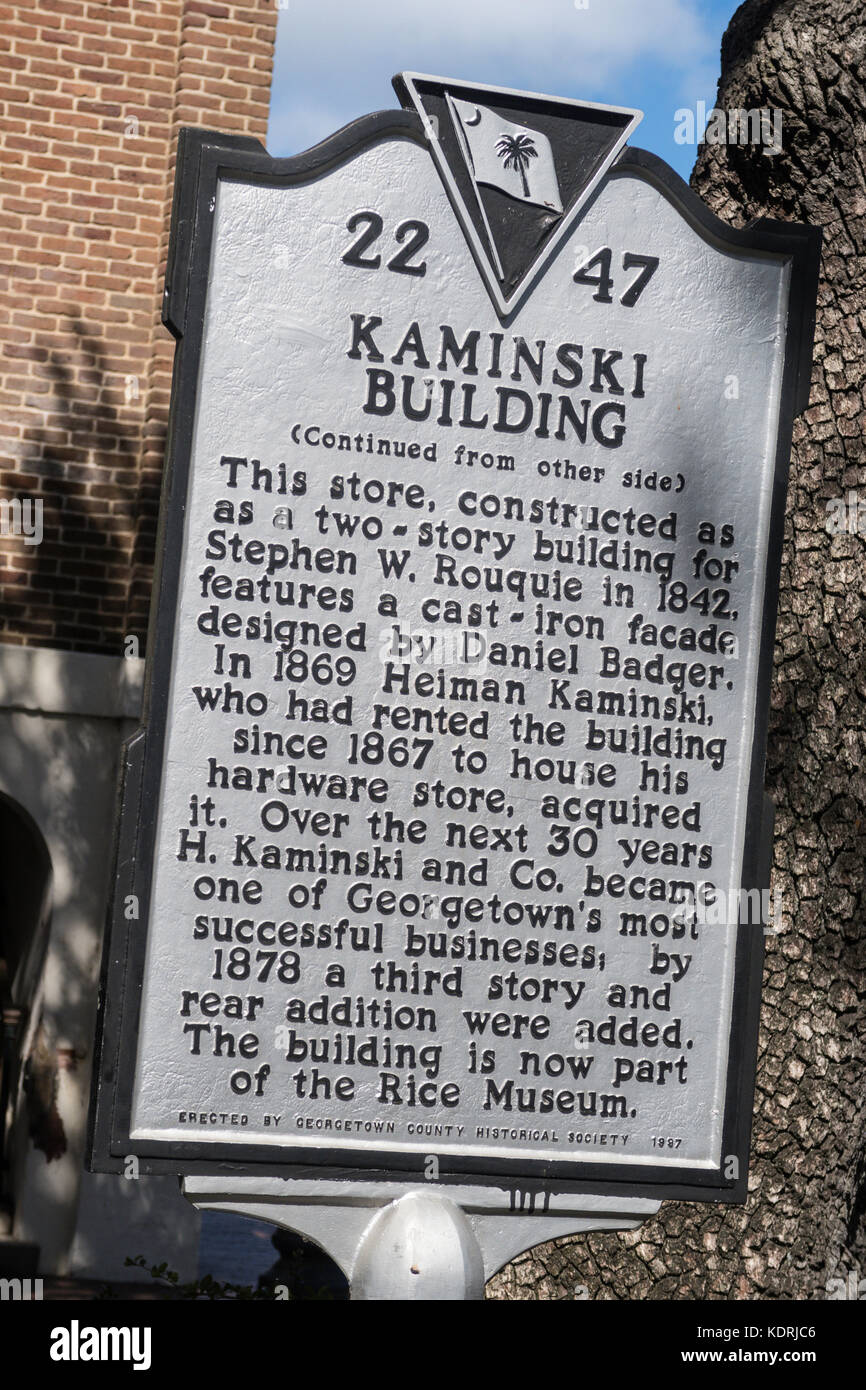 22 47
KAMINSKI
BUILDING
(Continued from other side)
This store, constructed as
as a two-story building for
Stephen W. Rouquie in 1842,
features a cast-iron facade
designed by Daniel Badger.
In 1869 Heiman Kaminski,
who had rented the building
since 1867 to house his
hardware store, acquired
it. Over the next 30 years
H. Kaminski and Co. became
one of Georgetown's most
successful businesses; by
1878 a third story and
rear addition were added.
The building is now part
of the Rice Museum.
ERECTED BY GEORGETOWN COUNTY HISTORICAL SOCIETY 1997
a
alamy
alamy
Image ID: KDRJC6
www.alamy.com